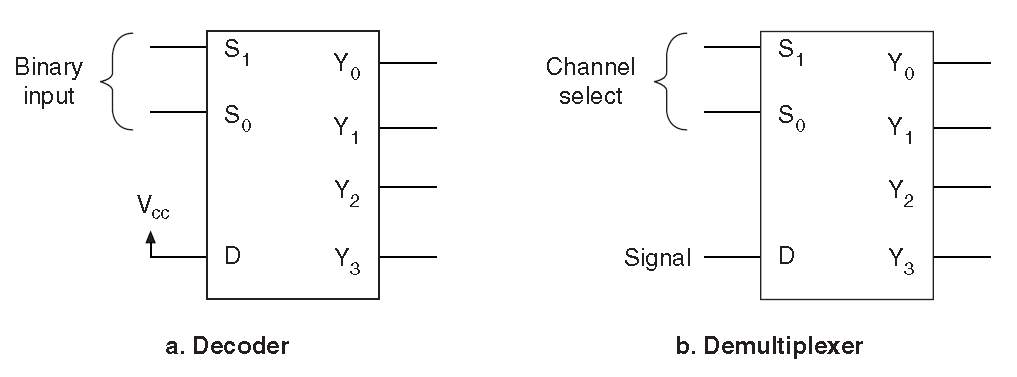 Binary
input
S1
S0
Vcc
D
Y0
Y1
Y2
Y3
a. Decoder
Channel
select
S1
S0
Signal
D
Y0
Y1
Y2
Y3
b. Demultiplexer